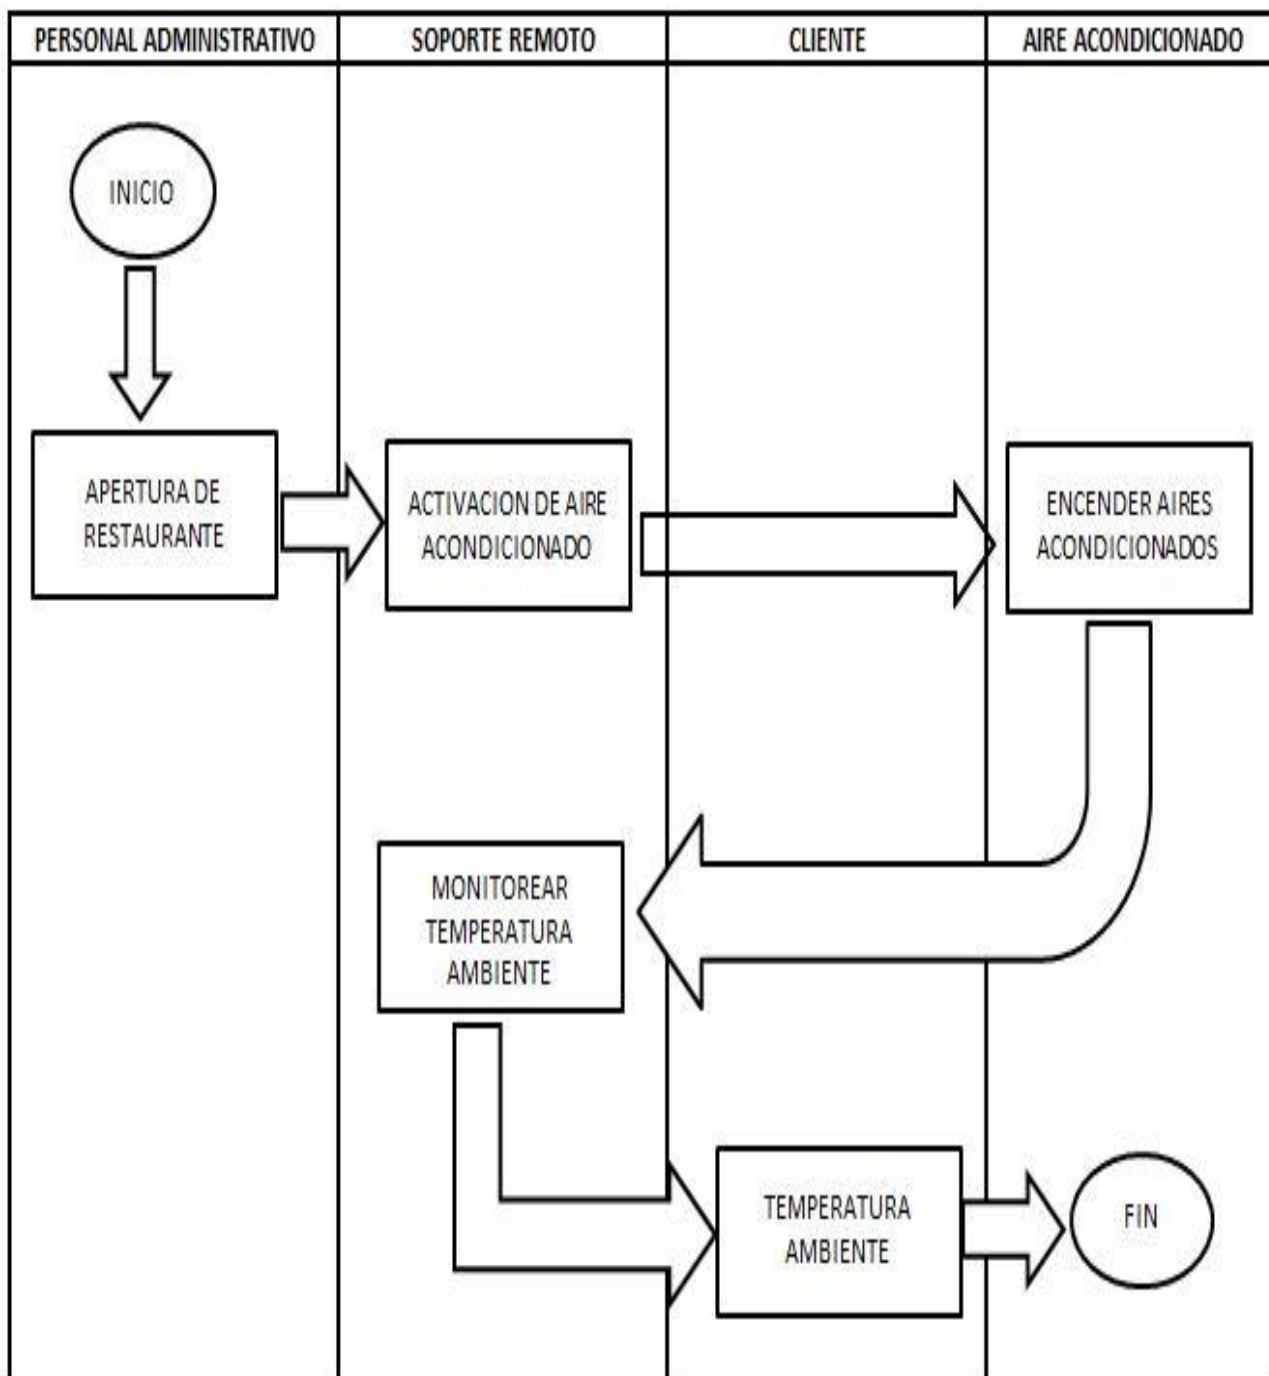 PERSONAL ADMINISTRATIVO
SOPORTE REMOTO
CLIENTE
AIRE ACONDICIONADO
INICIO
APERTURA DE
RESTAURANTE
ACTIVACION DE AIRE
ACONDICIONADO
ENCENDER AIRES
ACONDICIONADOS
MONITOREAR
TEMPERATURA
AMBIENTE
TEMPERATURA
AMBIENTE
FIN